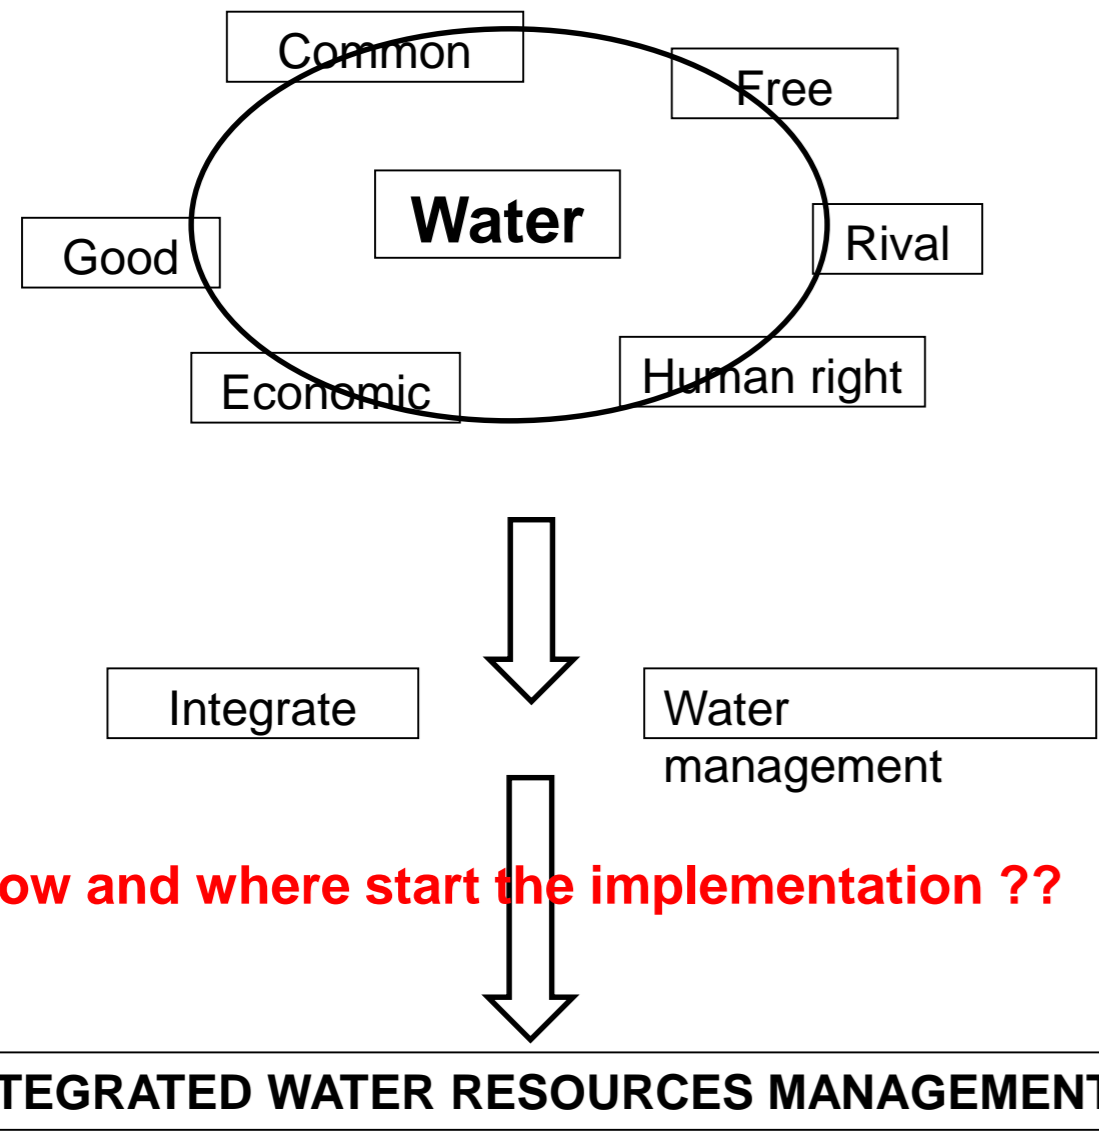 Common
Free
Water
Rival
Good
Human right
Economic
Integrate
Water
management
ow and where start the implementation ??
TEGRATED WATER RESOURCES MANAGEMENT